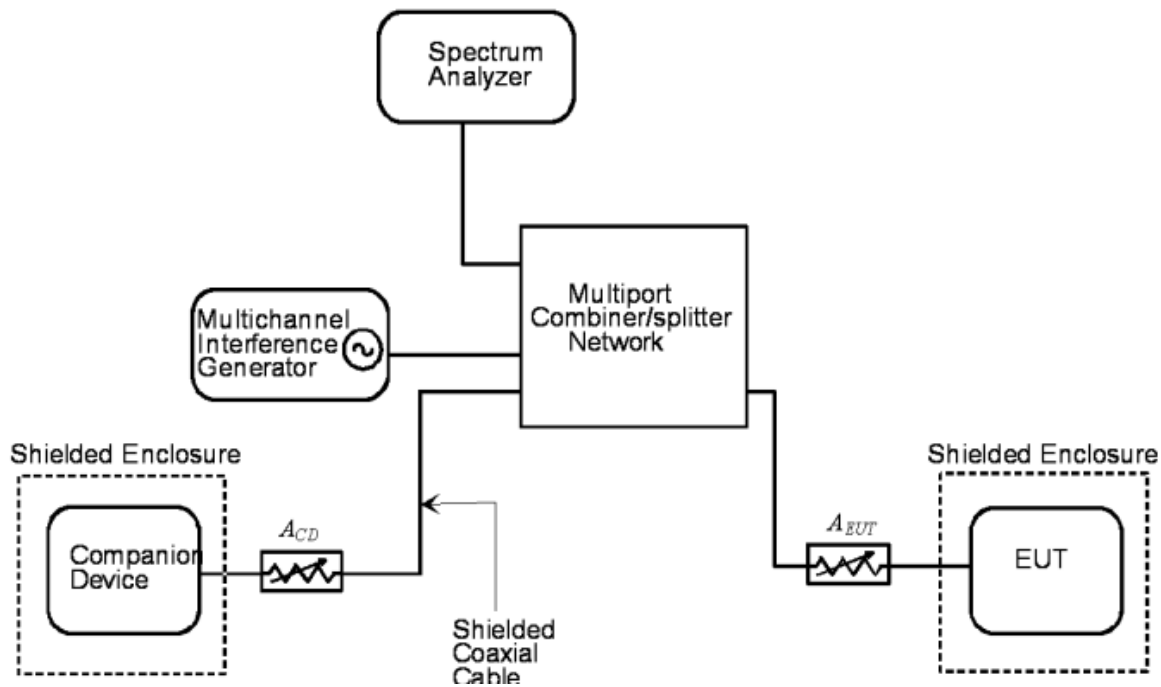 Spectrum
Analyzer
Multiport
Combiner/splitter
Network
Multichannel
Interference
Generator
Shielded Enclosure
Shielded Enclosure
A_CD
A_EUT
Companion
Device
EUT
Shielded
Coaxial
Cable